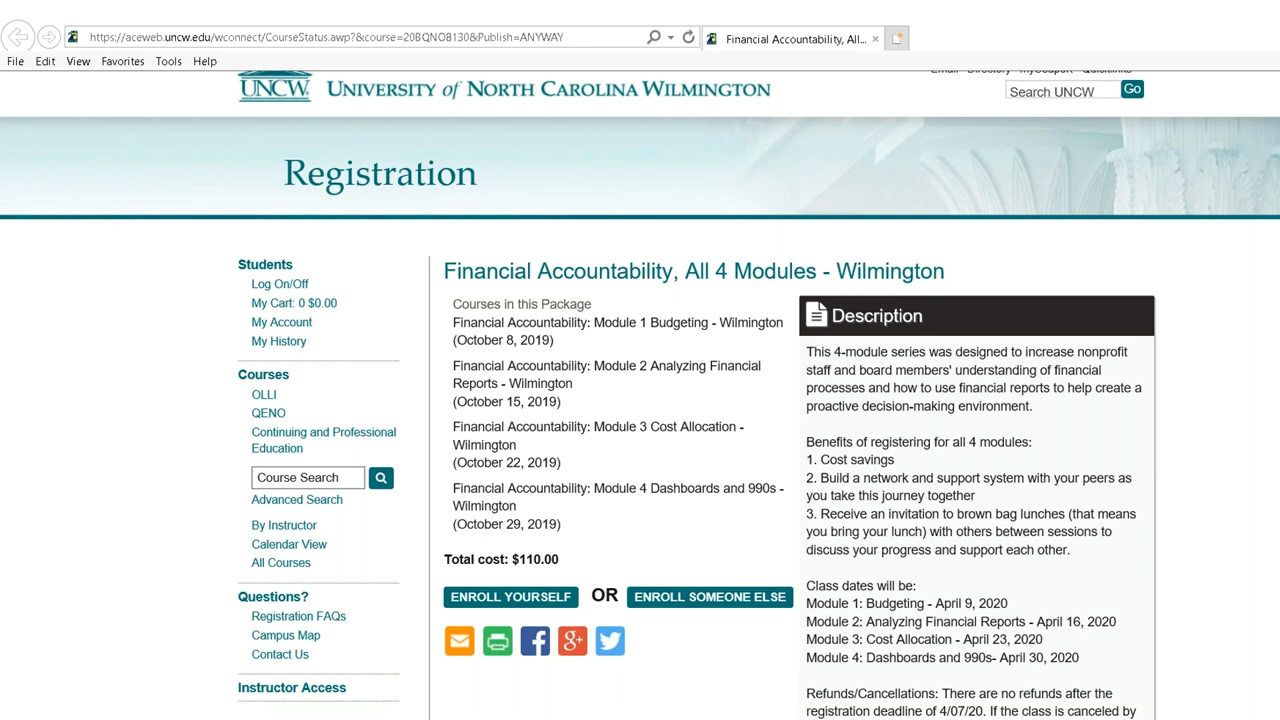 https://aceweb.uncw.edu/wconnect/CourseStatus.awp?&course=20BQNO8130&Publish=ANYWAY
Financial Accountability, All...
File Edit View Favorites Tools Help
Email Directory mySeaport Quicklinks
UNCW UNIVERSITY of NORTH CAROLINA WILMINGTON
Search UNCW Go
Registration
Students
Log On/Off
My Cart: 0 $0.00
My Account
My History
Courses
OLLI
QENO
Continuing and Professional
Education
Course Search
Advanced Search
By Instructor
Calendar View
All Courses
Questions?
Registration FAQs
Campus Map
Contact Us
Instructor Access
Financial Accountability, All 4 Modules - Wilmington
Courses in this Package
Financial Accountability: Module 1 Budgeting - Wilmington
(October 8, 2019)
Financial Accountability: Module 2 Analyzing Financial
Reports - Wilmington
(October 15, 2019)
Financial Accountability: Module 3 Cost Allocation -
Wilmington
(October 22, 2019)
Financial Accountability: Module 4 Dashboards and 990s -
Wilmington
(October 29, 2019)
Total cost: $110.00
ENROLL YOURSELF OR ENROLL SOMEONE ELSE
Description
This 4-module series was designed to increase nonprofit
staff and board members' understanding of financial
processes and how to use financial reports to help create a
proactive decision-making environment.
Benefits of registering for all 4 modules:
1. Cost savings
2. Build a network and support system with your peers as
you take this journey together
3. Receive an invitation to brown bag lunches (that means
you bring your lunch) with others between sessions to
discuss your progress and support each other.
Class dates will be:
Module 1: Budgeting - April 9, 2020
Module 2: Analyzing Financial Reports - April 16, 2020
Module 3: Cost Allocation - April 23, 2020
Module 4: Dashboards and 990s- April 30, 2020
Refunds/Cancellations: There are no refunds after the
registration deadline of 4/07/20. If the class is canceled by